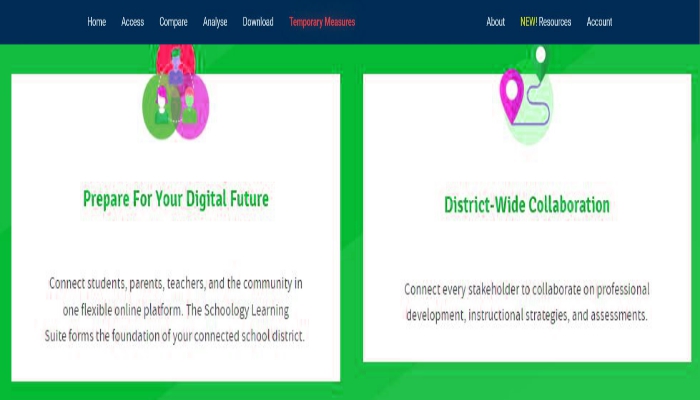 Home Access Compare Analyse Download Temporary Measures About NEW! Resources Account
Prepare For Your Digital Future
Connect students, parents, teachers, and the community in
one flexible online platform. The Schoology Learning
Suite forms the foundation of your connected school district.
District-Wide Collaboration
Connect every stakeholder to collaborate on professional
development, instructional strategies, and assessments.